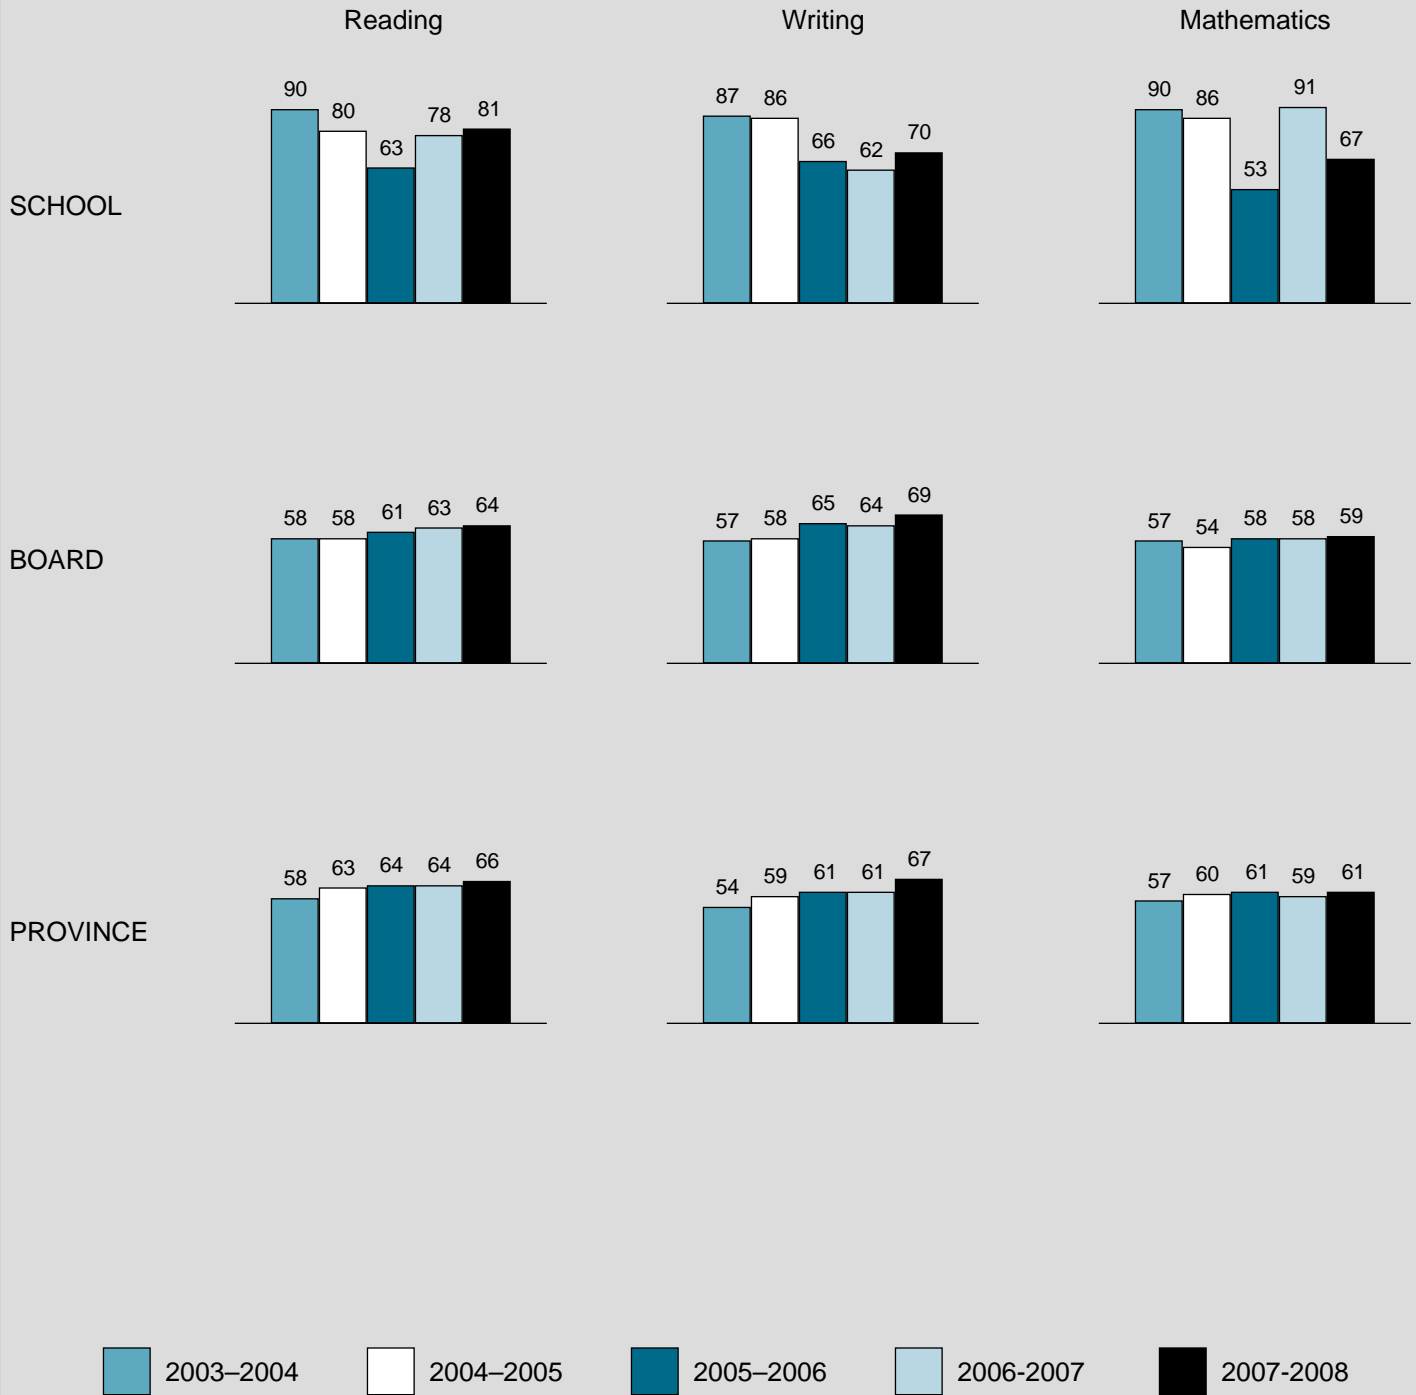 Reading Writing Mathematics
SCHOOL
90 80 63 78 81
87 86 66 62 70
90 86 53 91 67
BOARD
58 58 61 63 64
57 58 65 64 69
57 54 58 58 59
PROVINCE
58 63 64 64 66
54 59 61 61 67
57 60 61 59 61
2003–2004 2004–2005 2005–2006 2006-2007 2007-2008